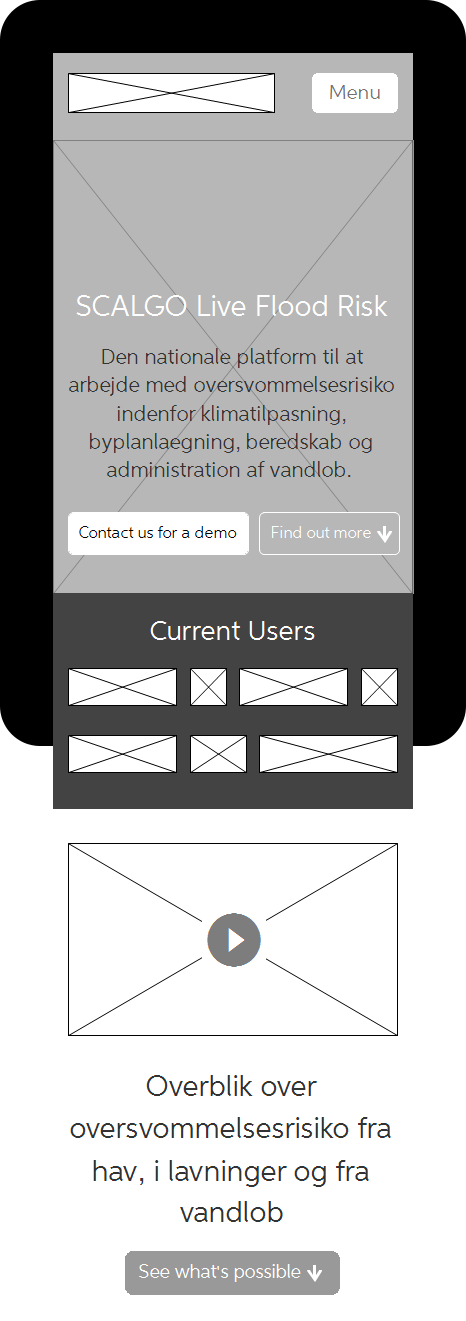 Menu
SCALGO Live Flood Risk
Den nationale platform til at
arbejde med oversvommelsesrisiko
indenfor klimatilpasning,
byplanlaegning, beredskab og
administration af vandlob.
Contact us for a demo
Find out more
Current Users
Overblik over
oversvommelsesrisiko fra
hav, i lavninger og fra
vandlob
See what's possible